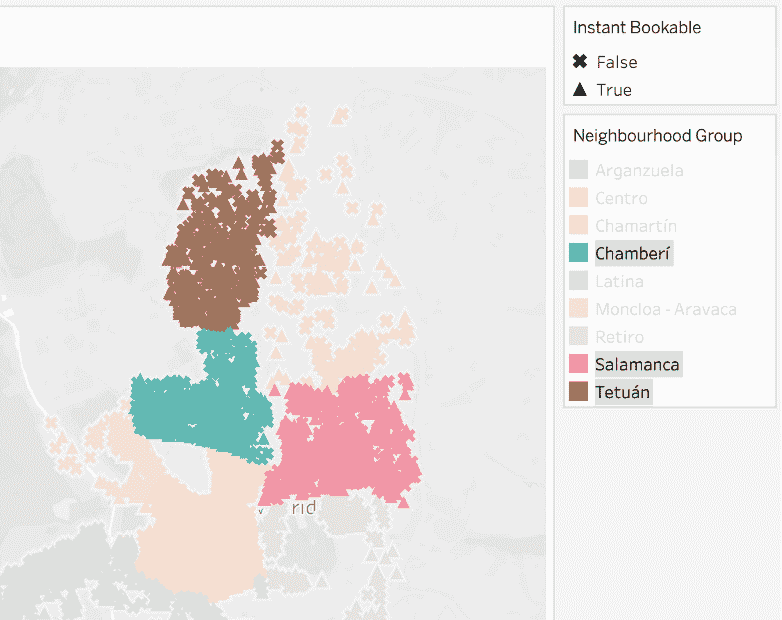 Instant Bookable
False
True
Neighbourhood Group
Arganzuela
Centro
Chamartín
Chamberí
Latina
Moncloa - Aravaca
Retiro
Salamanca
Tetuán
rid